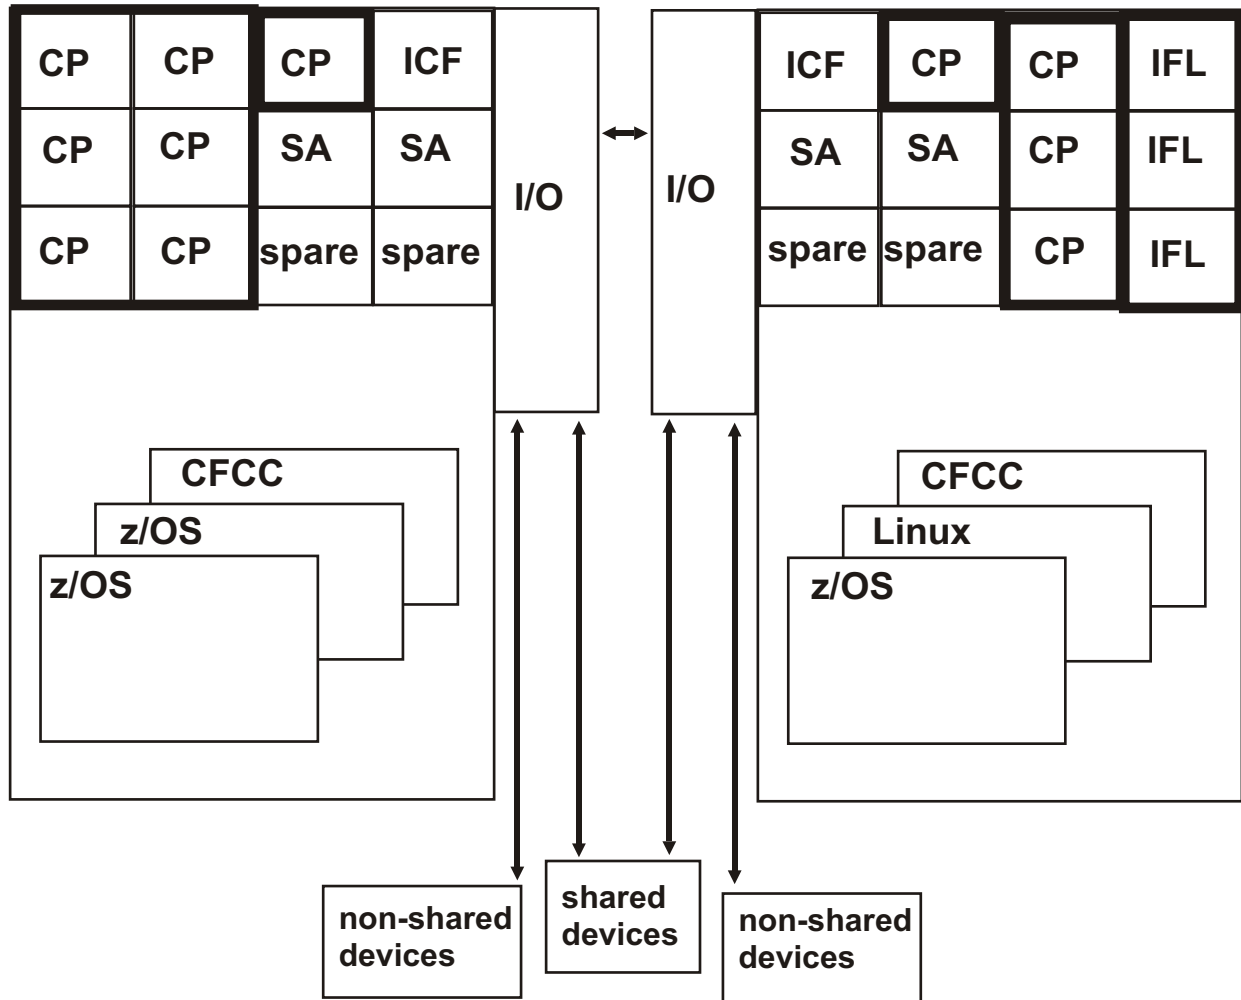 CP CP CP ICF
CP CP SA SA
CP CP spare spare
I/O
CFCC
z/OS
z/OS
I/O
ICF CP CP IFL
SA SA CP IFL
spare spare CP IFL
CFCC
Linux
z/OS
non-shared
devices
shared
devices
non-shared
devices